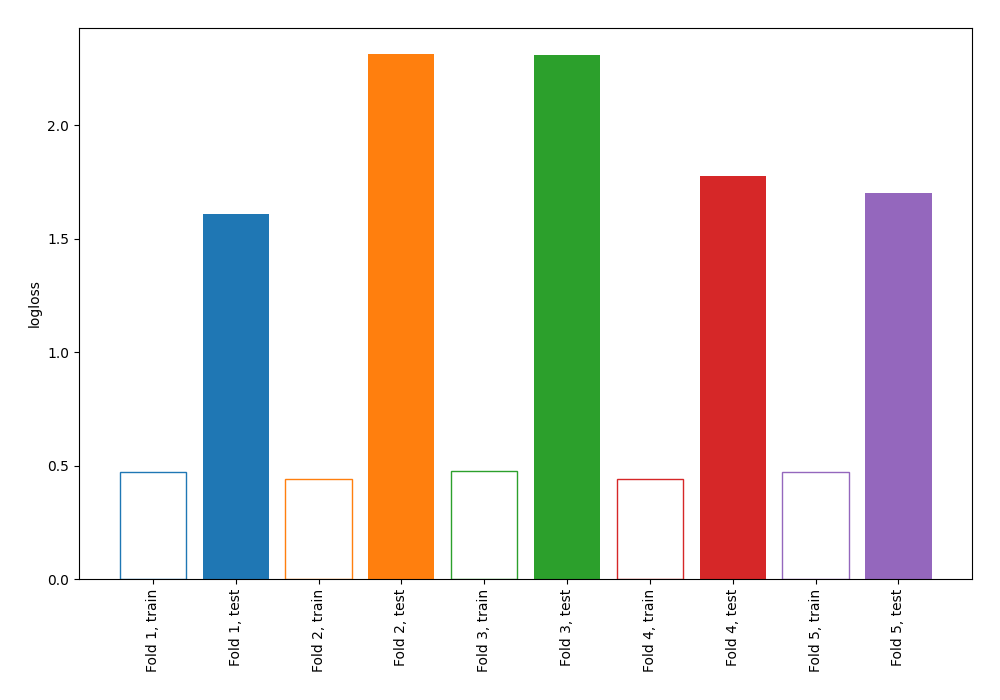 logloss
2.0
1.5
1.0
0.5
0.0
Fold 1, train
Fold 1, test
Fold 2, train
Fold 2, test
Fold 3, train
Fold 3, test
Fold 4, train
Fold 4, test
Fold 5, train
Fold 5, test